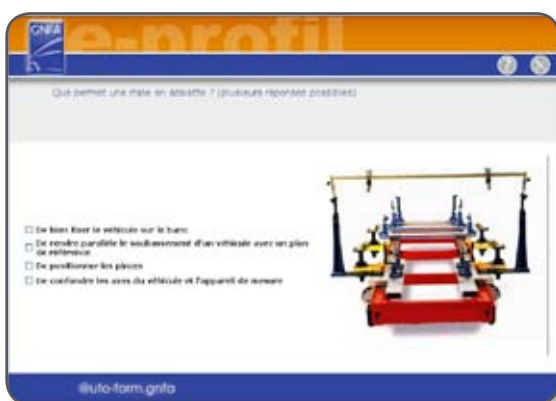 GNFA
e-profil
Que permet une mise en assiette ? (plusieurs réponses possibles)
De bien fixer le véhicule sur le banc
De rendre parallèle le soubassement d'un véhicule avec un plan
de référence
De positionner les pinces
De confondre les axes du véhicule et l'appareil de mesure
@uto-form.gnfa